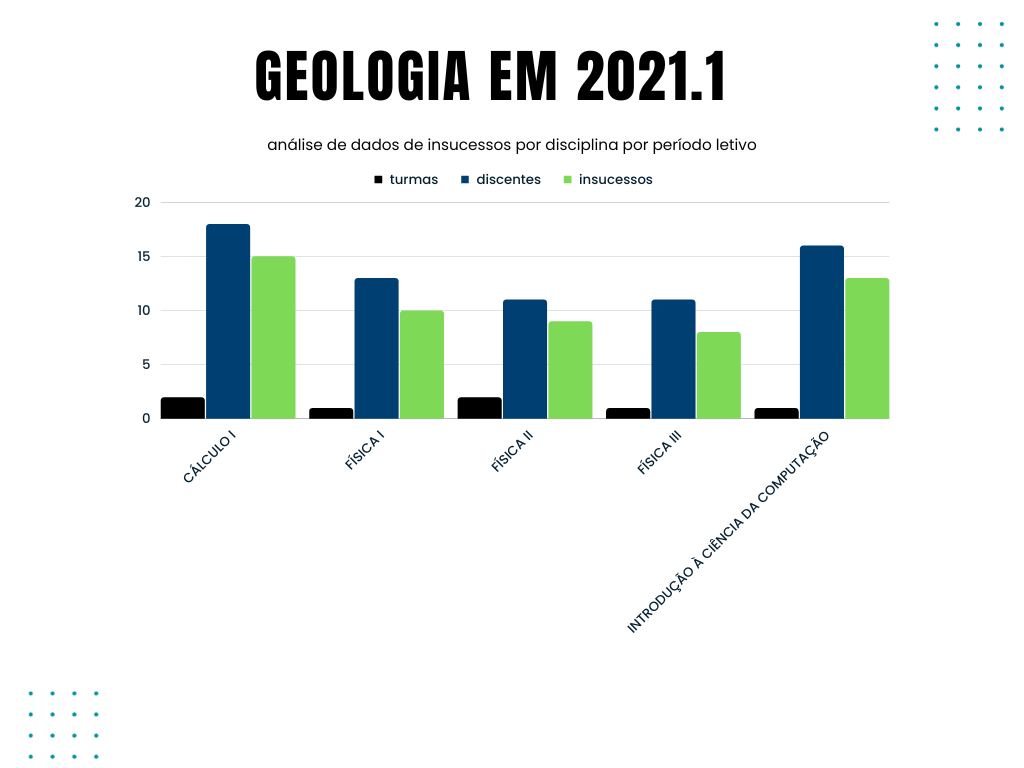 GEOLOGIA EM 2021.1
análise de dados de insucessos por disciplina por período letivo
turmas discentes insucessos
20
15
10
5
0
CÁLCULO I
FÍSICA I
FÍSICA II
FÍSICA III
INTRODUÇÃO À CIÊNCIA DA COMPUTAÇÃO